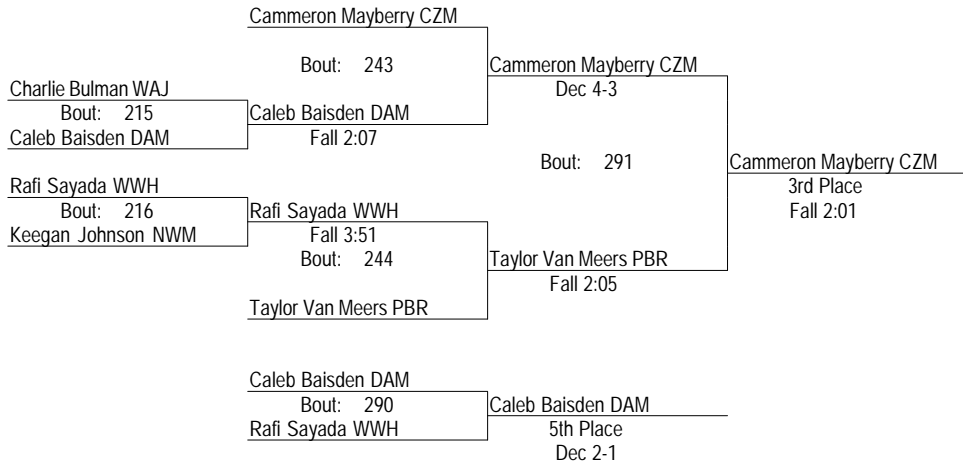 Cammeron Mayberry CZM
Bout: 243
Cammeron Mayberry CZM
Charlie Bulman WAJ
Dec 4-3
Bout: 215
Caleb Baisden DAM
Caleb Baisden DAM
Fall 2:07
Bout: 291
Cammeron Mayberry CZM
Rafi Sayada WWH
3rd Place
Bout: 216
Rafi Sayada WWH
Fall 2:01
Keegan Johnson NWM
Fall 3:51
Bout: 244
Taylor Van Meers PBR
Fall 2:05
Taylor Van Meers PBR
Caleb Baisden DAM
Bout: 290
Caleb Baisden DAM
Rafi Sayada WWH
5th Place
Dec 2-1